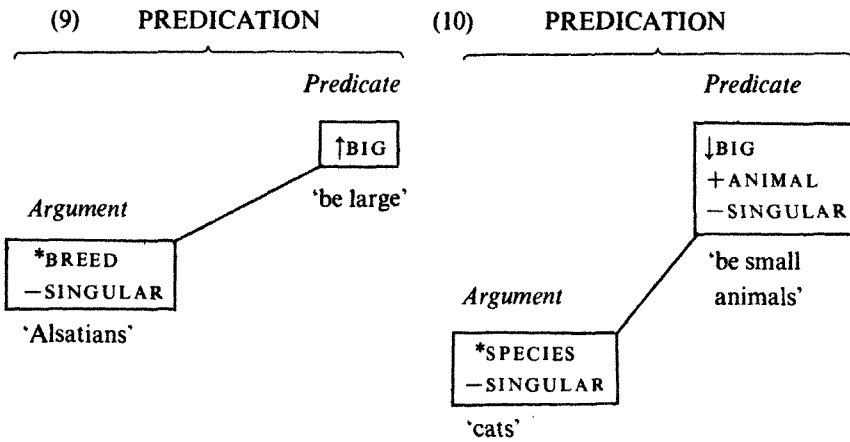 (9) PREDICATION
Predicate
↑BIG
'be large'
Argument
*BREED
−SINGULAR
'Alsatians'
(10) PREDICATION
Predicate
↓BIG
+ANIMAL
−SINGULAR
'be small
animals'
Argument
*SPECIES
−SINGULAR
'cats'